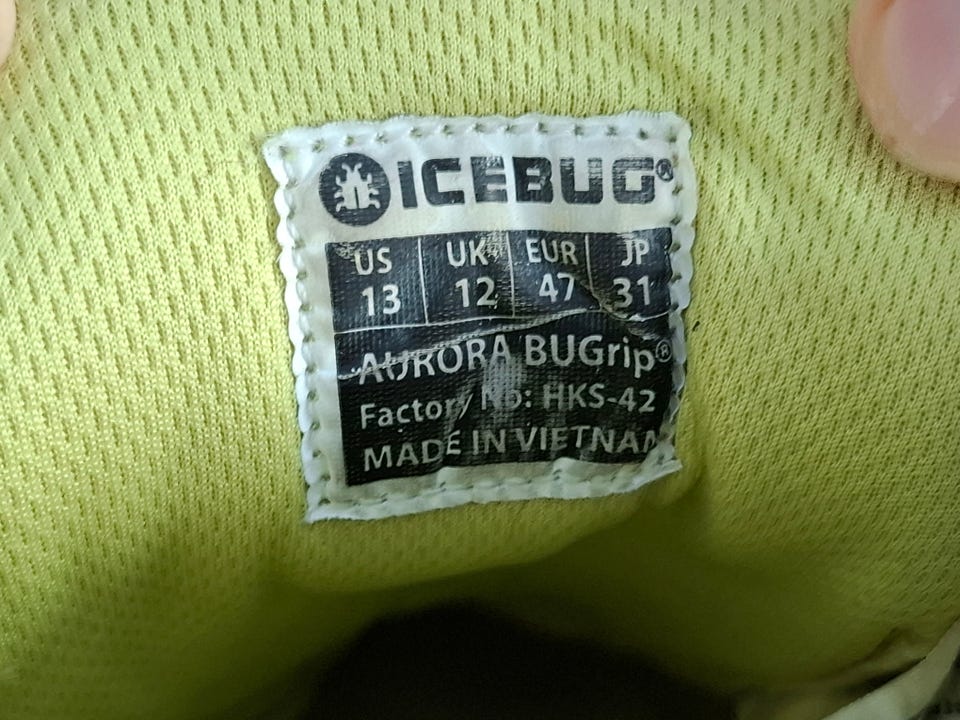 ICEBUG®
US UK EUR JP
13 12 47 31
AURORA BUGrip®
Factory No: HKS-42
MADE IN VIETNAM